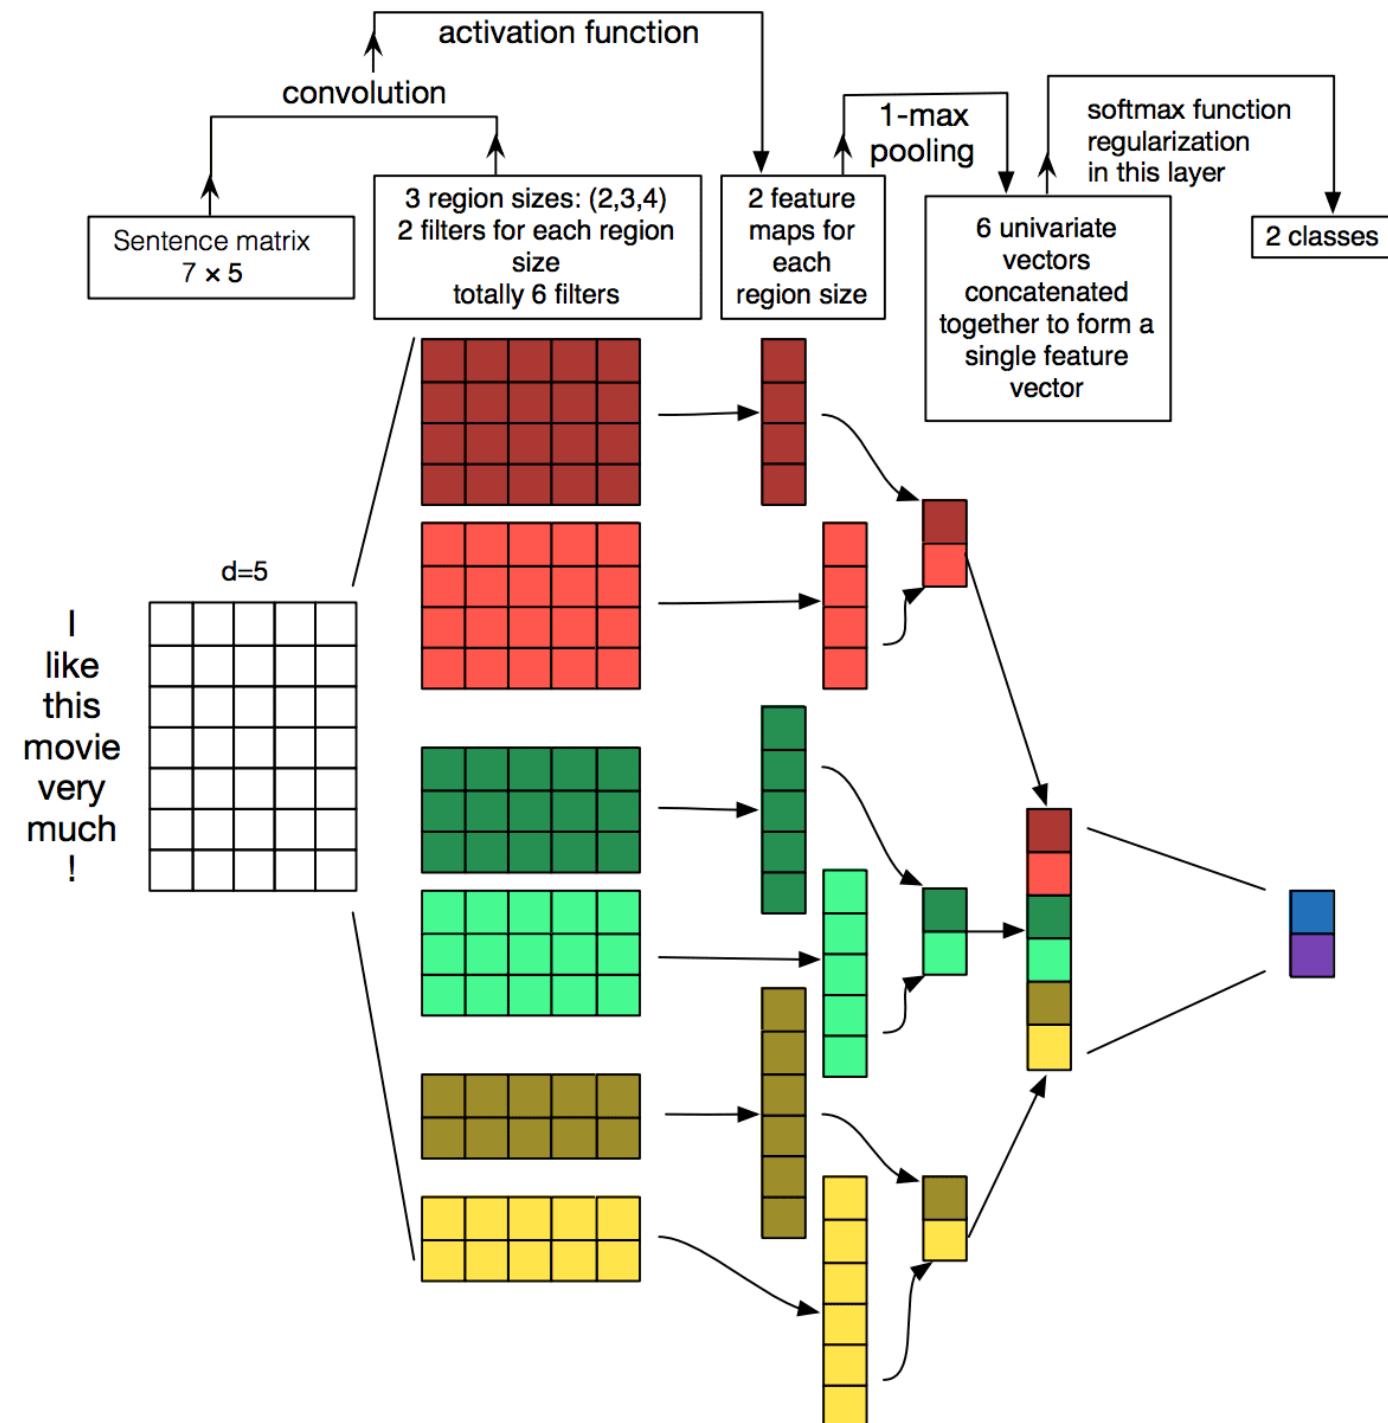 activation function
convolution
1-max
pooling
softmax function
regularization
in this layer
Sentence matrix
7 × 5
3 region sizes: (2,3,4)
2 filters for each region
size
totally 6 filters
2 feature
maps for
each
region size
6 univariate
vectors
concatenated
together to form a
single feature
vector
2 classes
d=5
I
like
this
movie
very
much
!